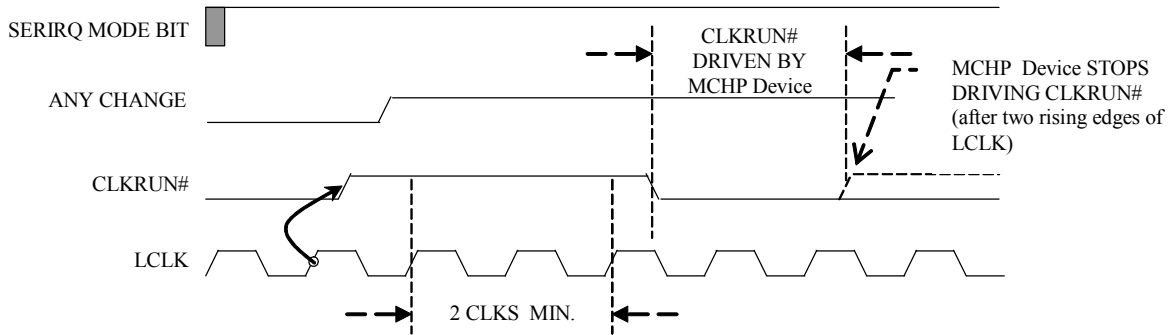 SERIRQ MODE BIT
CLKRUN#
DRIVEN BY
MCHP Device
MCHP Device STOPS
DRIVING CLKRUN#
(after two rising edges of
LCLK)
ANY CHANGE
CLKRUN#
LCLK
2 CLKS MIN.